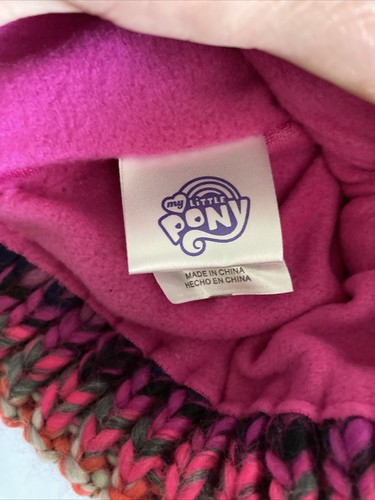 my LiTTLE
PONY
MADE IN CHINA
HECHO EN CHINA